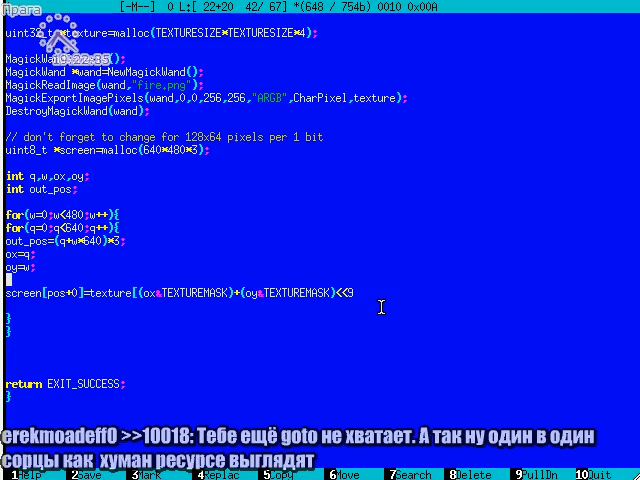 Прага
[-M--] 0 L:[ 22+20 42/ 67] *(648 / 754b) 0010 0x00A
uint32_t *texture=malloc(TEXTURESIZE*TEXTURESIZE*4);
19:22:35
MagickWand *wand=NewMagickWand();
MagickReadImage(wand,"fire.png");
MagickExportImagePixels(wand,0,0,256,256,"ARGB",CharPixel,texture);
DestroyMagickWand(wand);
// don't forget to change for 128x64 pixels per 1 bit
uint8_t *screen=malloc(640*480*3);
int q,w,ox,oy;
int out_pos;
for(w=0;w<480;w++){
for(q=0;q<640;q++){
out_pos=(q+w*640)*3;
ox=q;
oy=w;
screen[pos+0]=texture[(ox&TEXTUREMASK)+(oy&TEXTUREMASK)<<9
}
}
return EXIT_SUCCESS;
}
erekmoadeff0 >>10018: Тебе ещё goto не хватает. А так ну один в один
сорцы как хуман ресурсе выглядят
1Help 2Save 3Mark 4Replac 5Copy 6Move 7Search 8Delete 9PullDn 10Quit